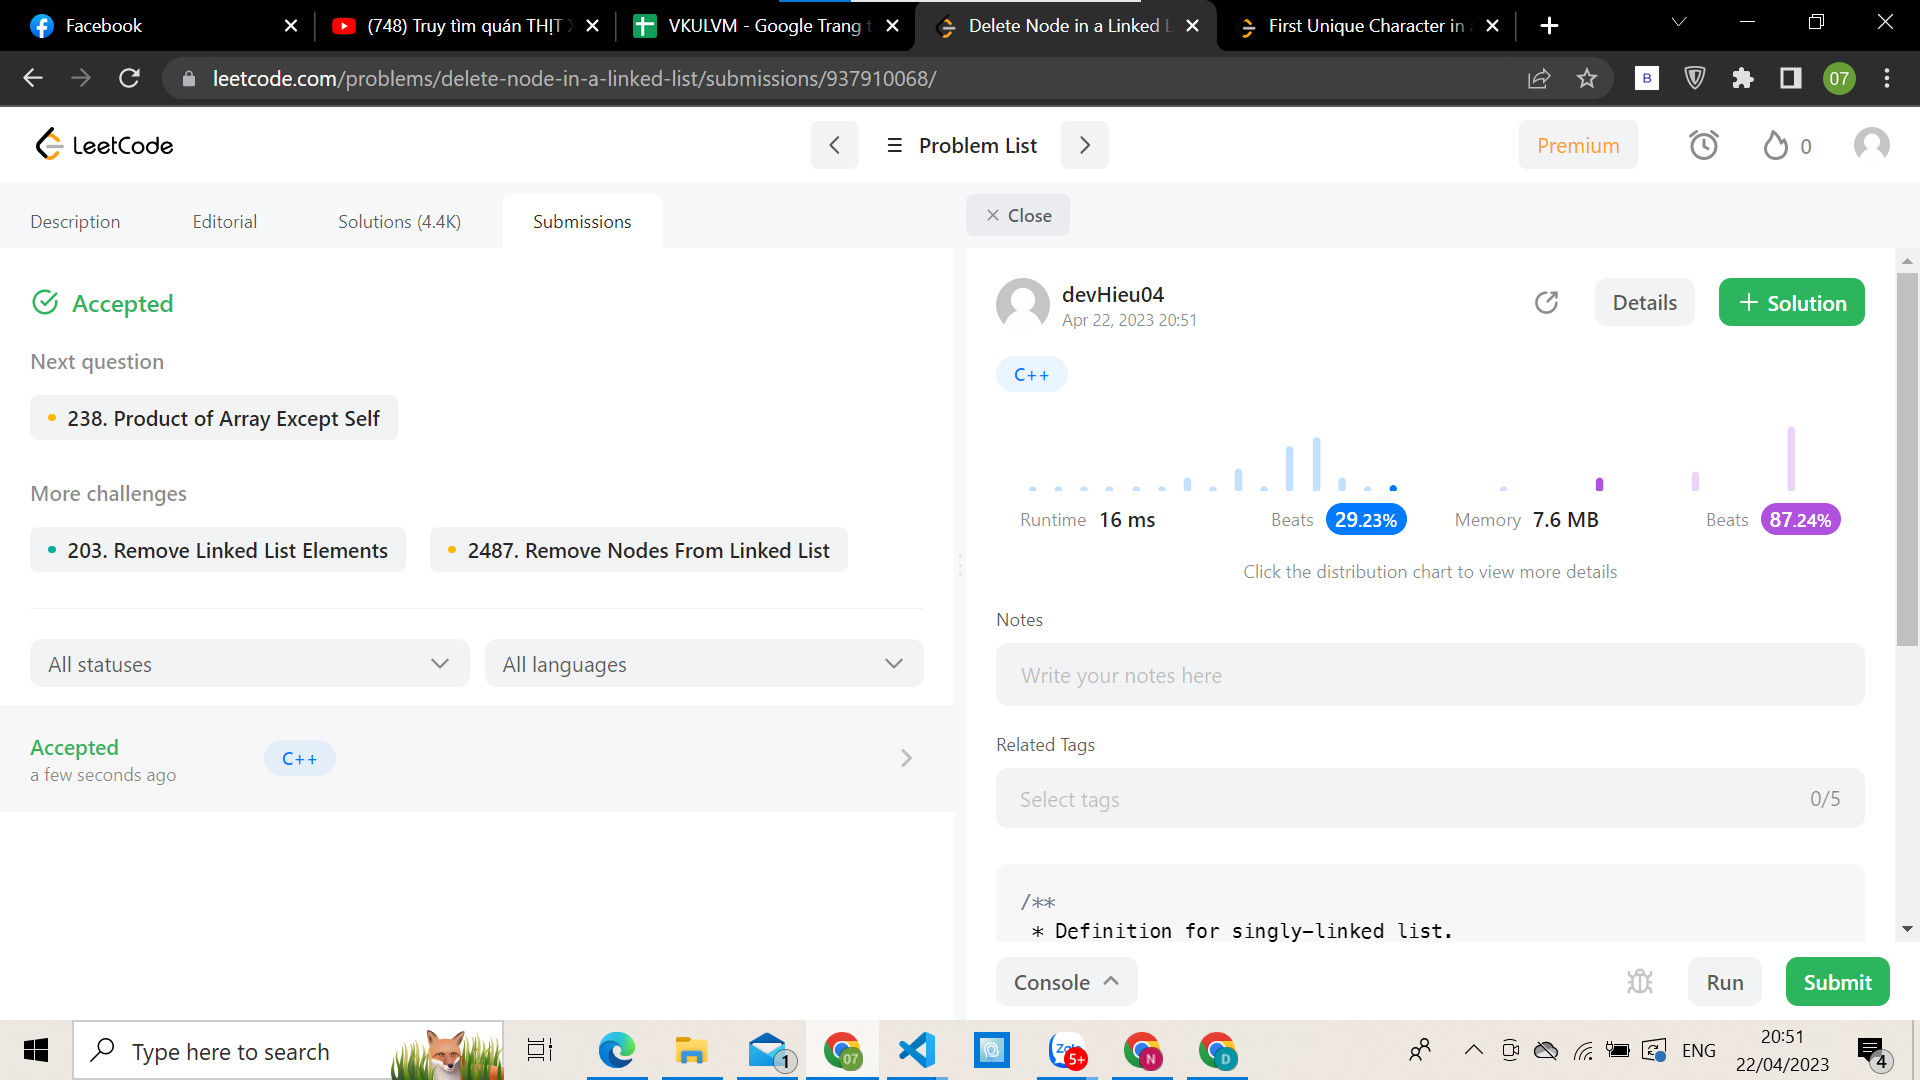 Facebook
(748) Truy tìm quán THỊT
VKULVM - Google Trang t
Delete Node in a Linked L
First Unique Character in a
leetcode.com/problems/delete-node-in-a-linked-list/submissions/937910068/
B
07
LeetCode
Problem List
Premium
0
Description
Editorial
Solutions (4.4K)
Submissions
Close
Accepted
Next question
238. Product of Array Except Self
More challenges
203. Remove Linked List Elements
2487. Remove Nodes From Linked List
All statuses
All languages
Accepted
a few seconds ago
C++
devHieu04
Apr 22, 2023 20:51
Details
+ Solution
C++
Runtime 16 ms
Beats 29.23%
Memory 7.6 MB
Beats 87.24%
Click the distribution chart to view more details
Notes
Write your notes here
Related Tags
Select tags
0/5
/**
* Definition for singly-linked list.
Console
Run
Submit
Type here to search
1
07
Zalo
5+
N
D
ENG
20:51
22/04/2023
4